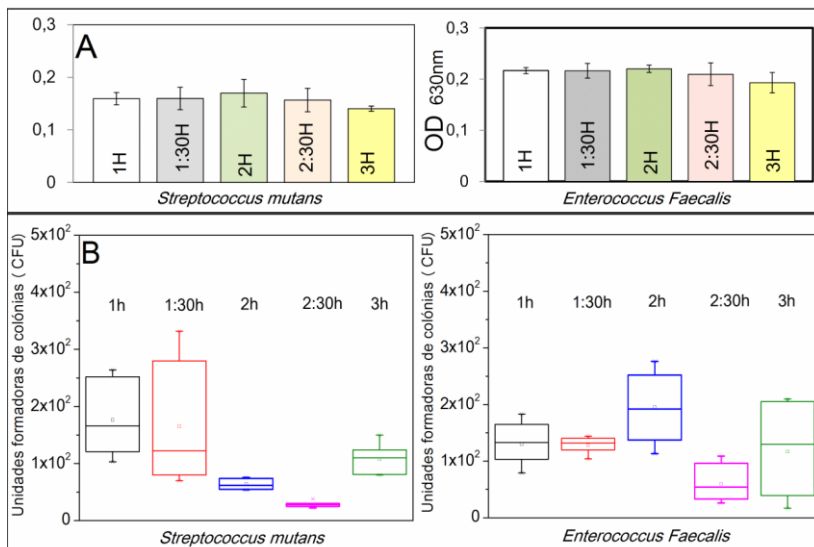 A
0,3
0,2
0,1
0
1H
1:30H
2H
2:30H
3H
Streptococcus mutans
OD 630nm
0,3
0,2
0,1
0
1H
1:30H
2H
2:30H
3H
Enterococcus Faecalis
B
Unidades formadoras de colónias ( CFU)
5x10²
4x10²
3x10²
2x10²
1x10²
0
1h
1:30h
2h
2:30h
3h
Streptococcus mutans
Unidades formadoras de colónias ( CFU)
5x10²
4x10²
3x10²
2x10²
1x10²
0
1h
1:30h
2h
2:30h
3h
Enterococcus Faecalis